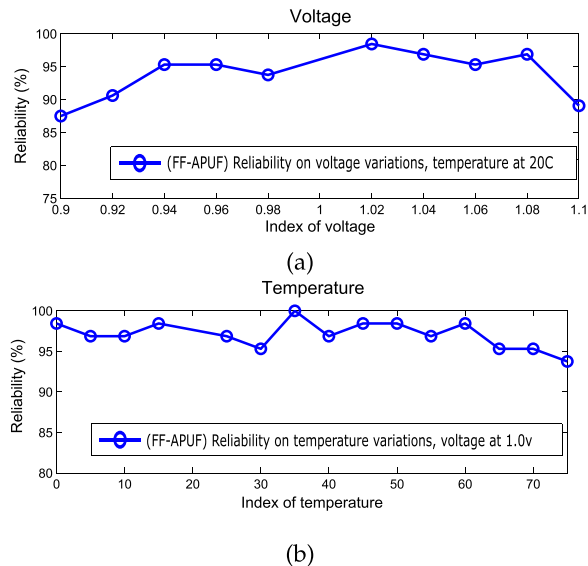 Voltage
100
95
90
85
80
75
Reliability (%)
(FF-APUF) Reliability on voltage variations, temperature at 20C
0.9 0.92 0.94 0.96 0.98 1 1.02 1.04 1.06 1.08 1.1
Index of voltage
(a)
Temperature
100
95
90
85
80
Reliability (%)
(FF-APUF) Reliability on temperature variations, voltage at 1.0v
0 10 20 30 40 50 60 70
Index of temperature
(b)